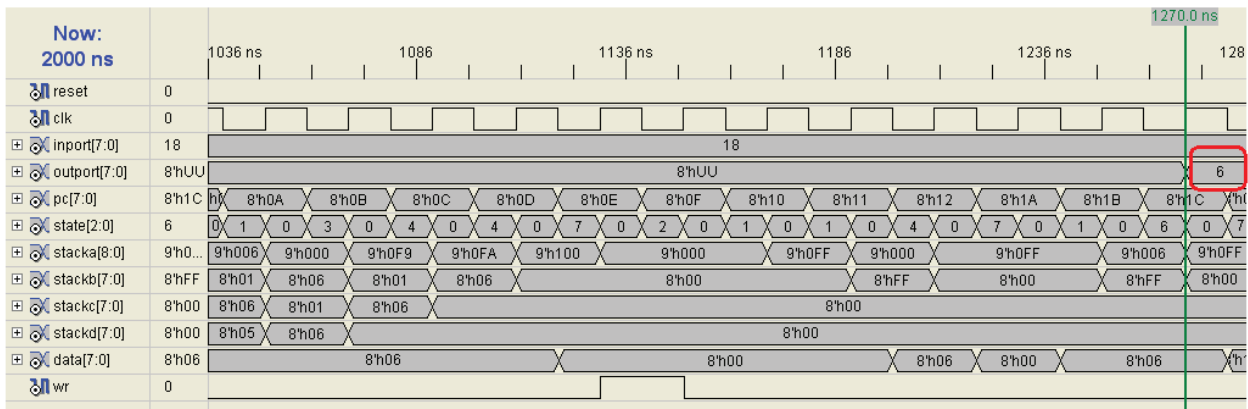 1270.0 ns
Now:
2000 ns
1036 ns 1086 1136 ns 1186 1236 ns 128
reset 0
clk 0
inport[7:0] 18 18
outport[7:0] 8'hUU 8'hUU 6
pc[7:0] 8'h1C 8'h0A 8'h0B 8'h0C 8'h0D 8'h0E 8'h0F 8'h10 8'h11 8'h12 8'h1A 8'h1B 8'h1C
state[2:0] 6 0 1 0 3 0 4 0 4 0 7 0 2 0 1 0 1 0 4 0 7 0 1 0 6 0 7
stacka[8:0] 9'h0... 9'h006 9'h000 9'h0F9 9'h0FA 9'h100 9'h000 9'h0FF 9'h000 9'h0FF 9'h006 9'h0FF
stackb[7:0] 8'hFF 8'h01 8'h06 8'h01 8'h06 8'h00 8'hFF 8'h00 8'hFF 8'h00
stackc[7:0] 8'h00 8'h06 8'h01 8'h06 8'h00
stackd[7:0] 8'h00 8'h05 8'h06 8'h00
data[7:0] 8'h06 8'h06 8'h00 8'h06 8'h00 8'h06
wr 0